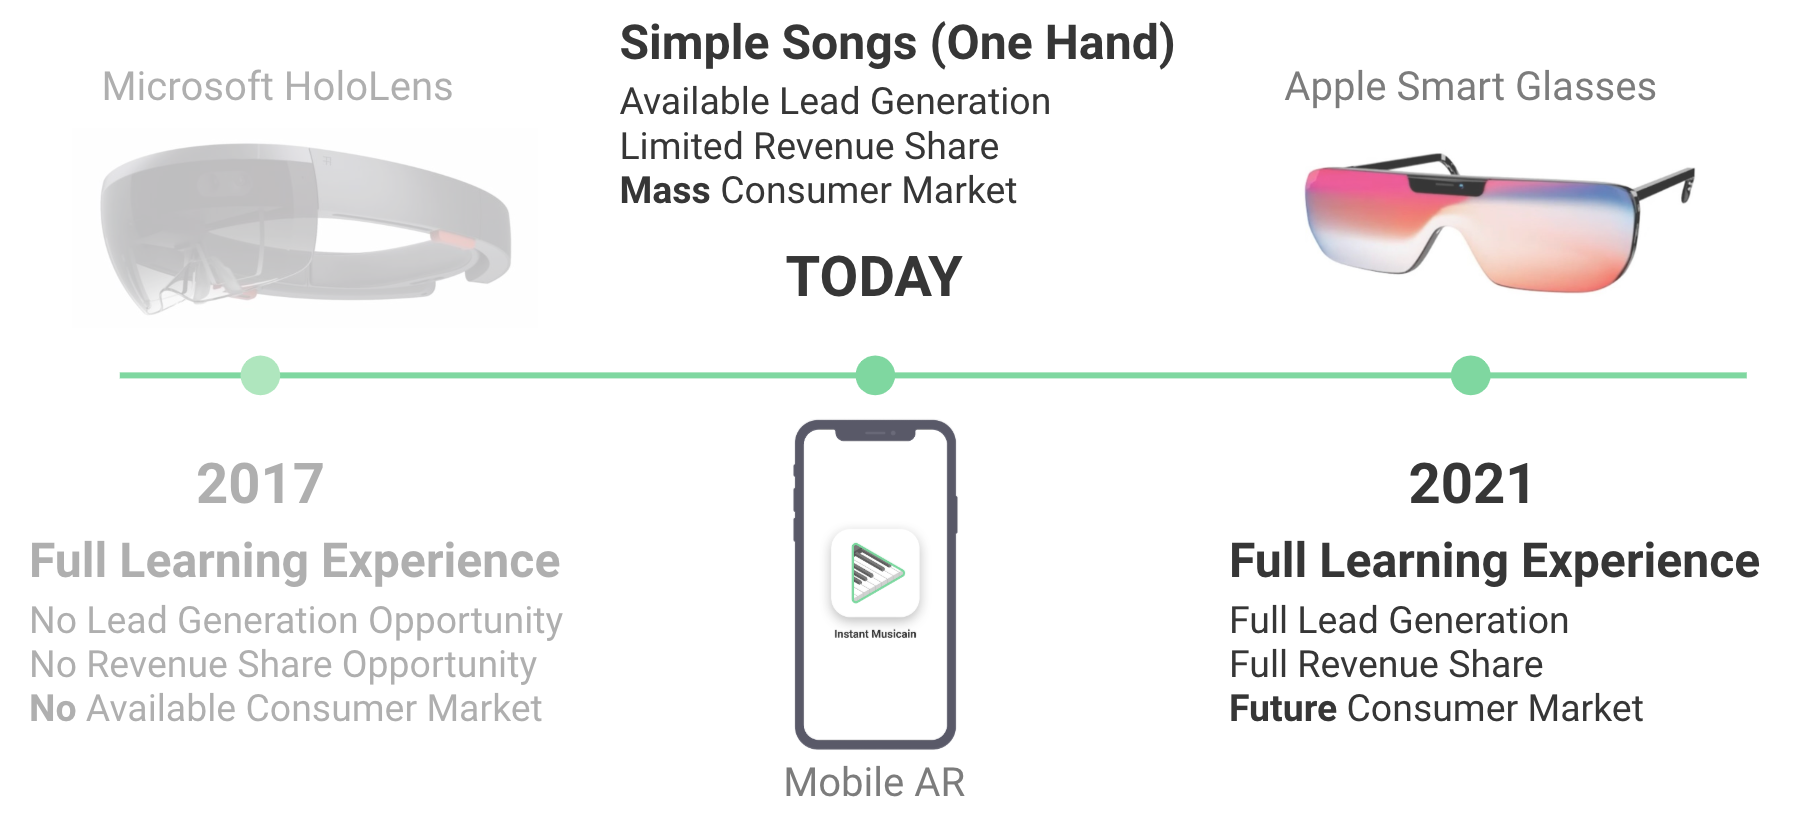 Microsoft HoloLens
2017
Full Learning Experience
No Lead Generation Opportunity
No Revenue Share Opportunity
No Available Consumer Market
Simple Songs (One Hand)
Available Lead Generation
Limited Revenue Share
Mass Consumer Market
TODAY
Instant Musicain
Mobile AR
Apple Smart Glasses
2021
Full Learning Experience
Full Lead Generation
Full Revenue Share
Future Consumer Market